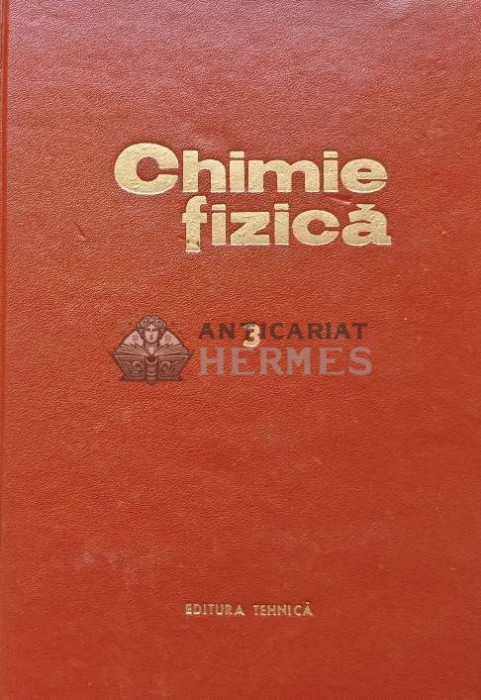 Chimie
fizică
3
ANTICARIAT
HERMES
EDITURA TEHNICĂ